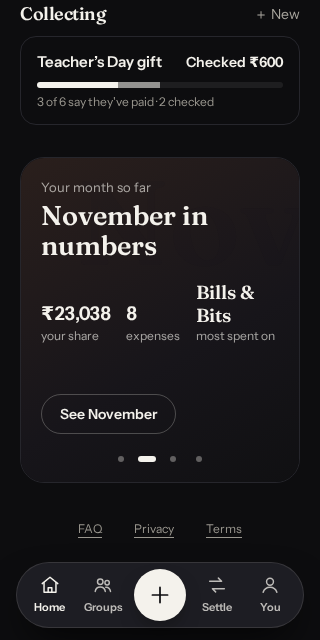 Collecting
+ New
Teacher's Day gift
Checked ₹600
3 of 6 say they've paid · 2 checked
Your month so far
November in
numbers
₹23,038
your share
8
expenses
Bills &
Bits
most spent on
See November
FAQ
Privacy
Terms
Home
Groups
Settle
You